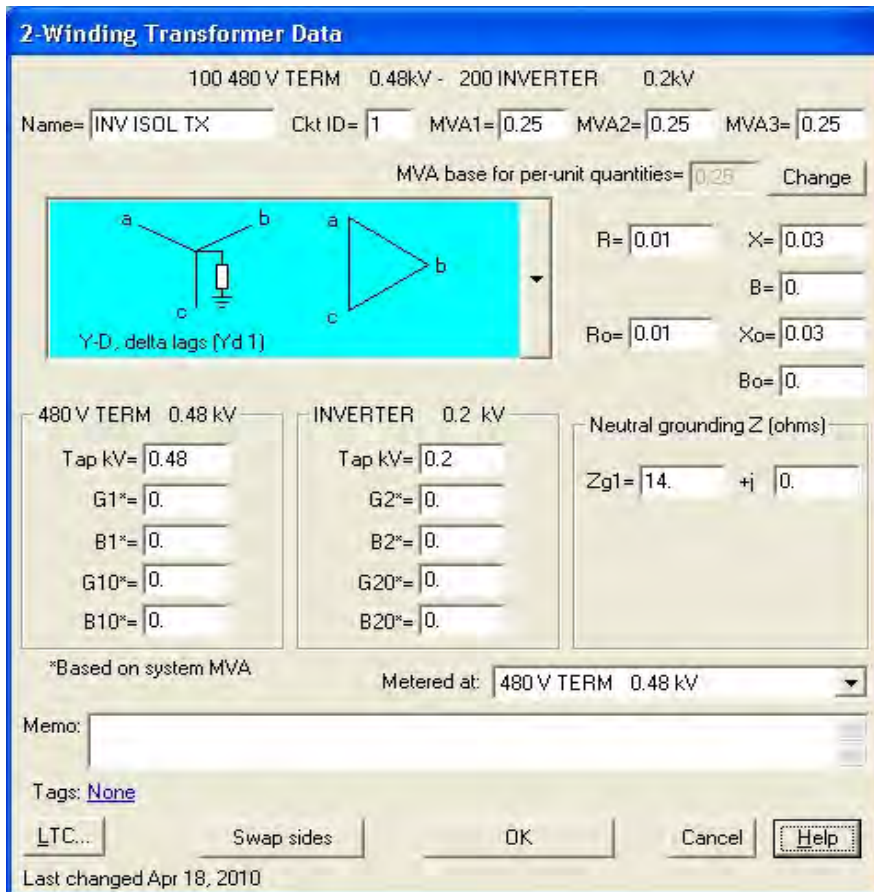 2-Winding Transformer Data
100 480 V TERM 0.48kV - 200 INVERTER 0.2kV
Name= INV ISOL TX Ckt ID= 1 MVA1= 0.25 MVA2= 0.25 MVA3= 0.25
MVA base for per-unit quantities= 0.25 Change
a b c a b c
Y-D, delta lags (Yd 1)
R= 0.01 X= 0.03
B= 0.
Ro= 0.01 Xo= 0.03
Bo= 0.
480 V TERM 0.48 kV
Tap kV= 0.48
G1*= 0.
B1*= 0.
G10*= 0.
B10*= 0.
INVERTER 0.2 kV
Tap kV= 0.2
G2*= 0.
B2*= 0.
G20*= 0.
B20*= 0.
Neutral grounding Z (ohms)
Zg1= 14. +j 0.
*Based on system MVA
Metered at: 480 V TERM 0.48 kV
Memo:
Tags: None
LTC... Swap sides OK Cancel Help
Last changed Apr 18, 2010